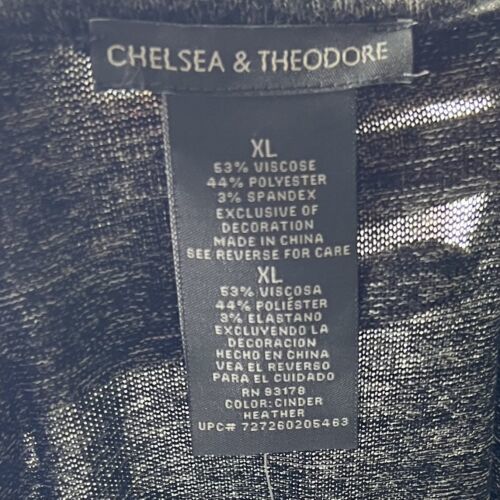 CHELSEA & THEODORE
XL
53% VISCOSE
44% POLYESTER
3% SPANDEX
EXCLUSIVE OF
DECORATION
MADE IN CHINA
SEE REVERSE FOR CARE
XL
53% VISCOSA
44% POLIÉSTER
3% ELASTANO
EXCLUYENDO LA
DECORACION
HECHO EN CHINA
VEA EL REVERSO
PARA EL CUIDADO
RN 93178
COLOR: CINDER
HEATHER
UPC# 727260205463